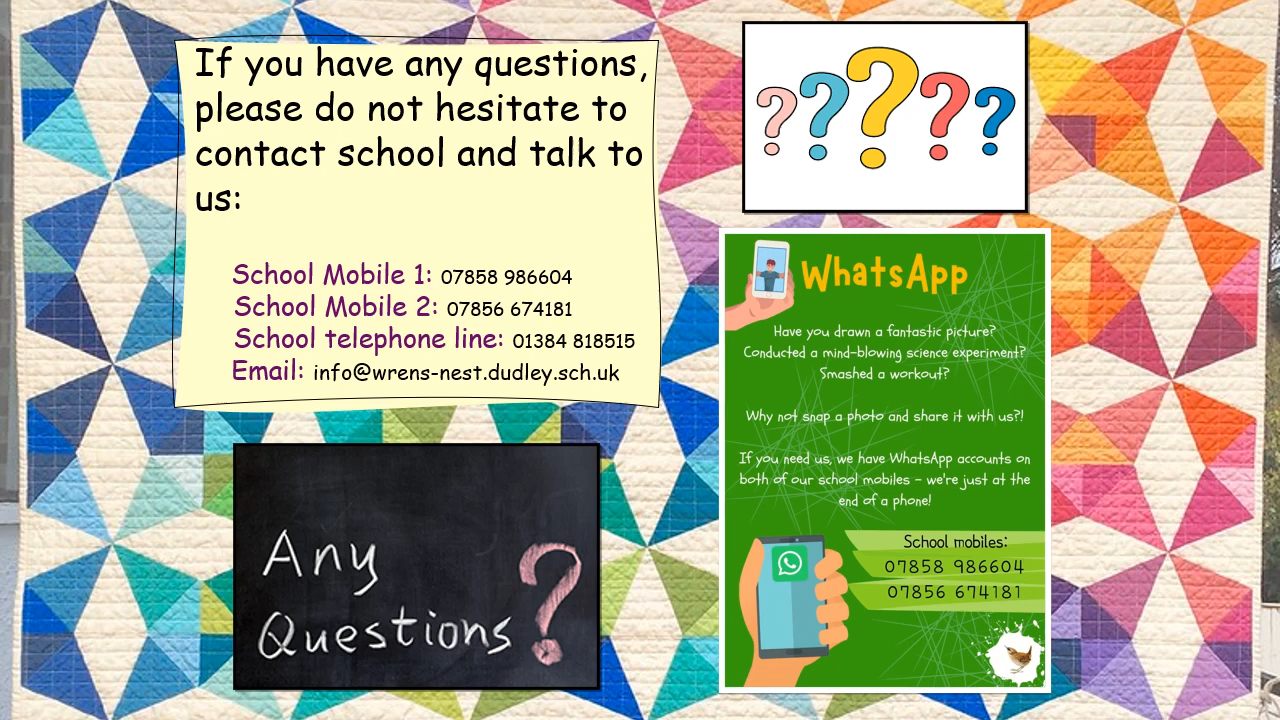 If you have any questions,
please do not hesitate to
contact school and talk to
us:
School Mobile 1: 07858 986604
School Mobile 2: 07856 674181
School telephone line: 01384 818515
Email: info@wrens-nest.dudley.sch.uk
? ? ? ? ?
Any
Questions ?
WhatsApp
Have you drawn a fantastic picture?
Conducted a mind-blowing science experiment?
Smashed a workout?
Why not snap a photo and share it with us?!
If you need us, we have WhatsApp accounts on
both of our school mobiles - we're just at the
end of a phone!
School mobiles:
07858 986604
07856 674181